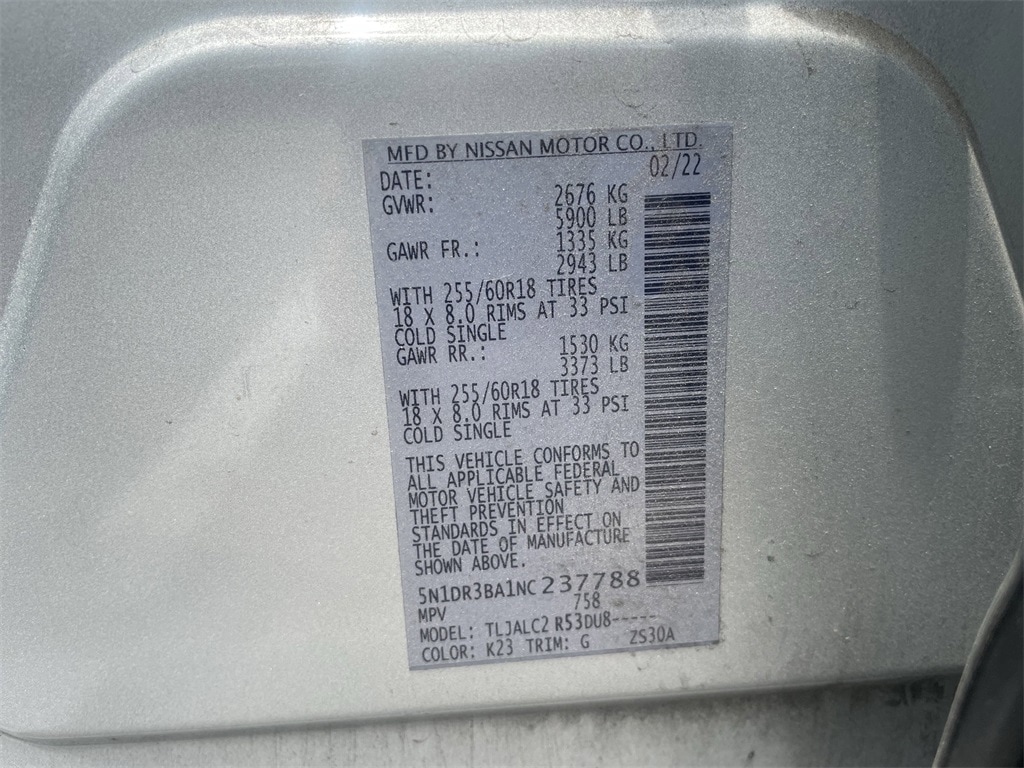 MFD BY NISSAN MOTOR CO., LTD.
DATE: 02/22
GVWR: 2676 KG
5900 LB
GAWR FR.: 1335 KG
2943 LB
WITH 255/60R18 TIRES
18 X 8.0 RIMS AT 33 PSI
COLD SINGLE
GAWR RR.: 1530 KG
3373 LB
WITH 255/60R18 TIRES
18 X 8.0 RIMS AT 33 PSI
COLD SINGLE
THIS VEHICLE CONFORMS TO
ALL APPLICABLE FEDERAL
MOTOR VEHICLE SAFETY AND
THEFT PREVENTION
STANDARDS IN EFFECT ON
THE DATE OF MANUFACTURE
SHOWN ABOVE.
5N1DR3BA1NC237788
MPV 758
MODEL: TLJALC2 R53DU8-----
COLOR: K23 TRIM: G ZS30A